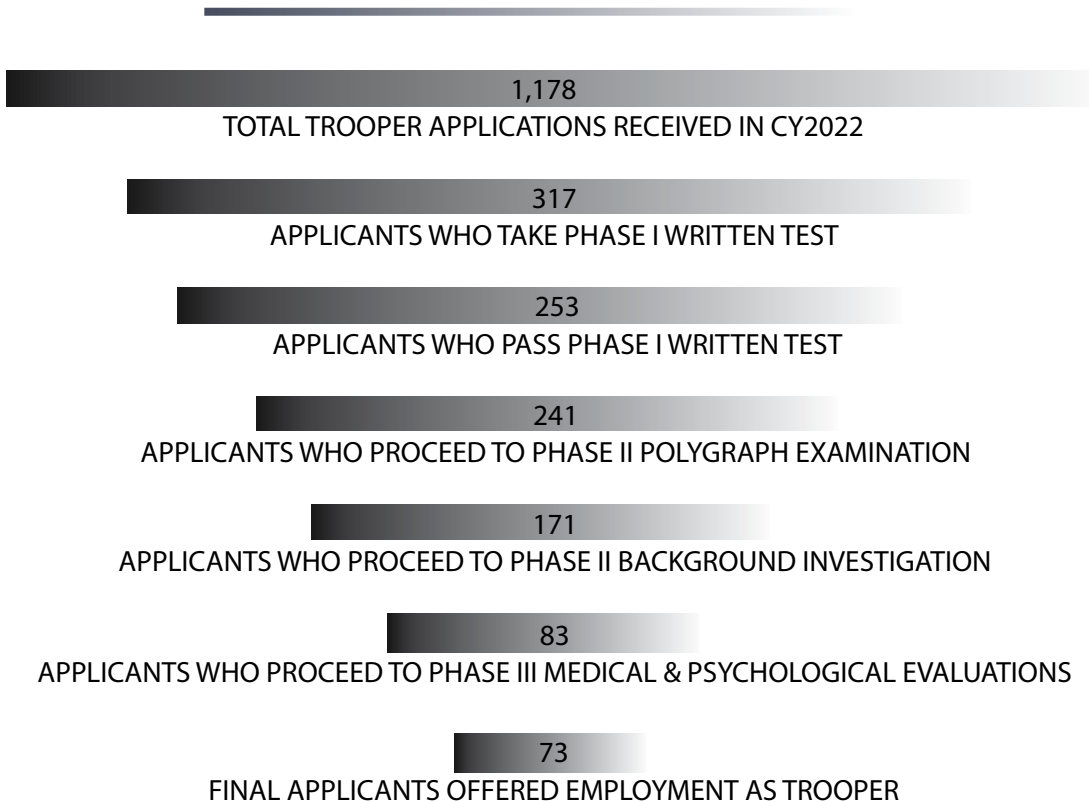 1,178
TOTAL TROOPER APPLICATIONS RECEIVED IN CY2022
317
APPLICANTS WHO TAKE PHASE I WRITTEN TEST
253
APPLICANTS WHO PASS PHASE I WRITTEN TEST
241
APPLICANTS WHO PROCEED TO PHASE II POLYGRAPH EXAMINATION
171
APPLICANTS WHO PROCEED TO PHASE II BACKGROUND INVESTIGATION
83
APPLICANTS WHO PROCEED TO PHASE III MEDICAL & PSYCHOLOGICAL EVALUATIONS
73
FINAL APPLICANTS OFFERED EMPLOYMENT AS TROOPER